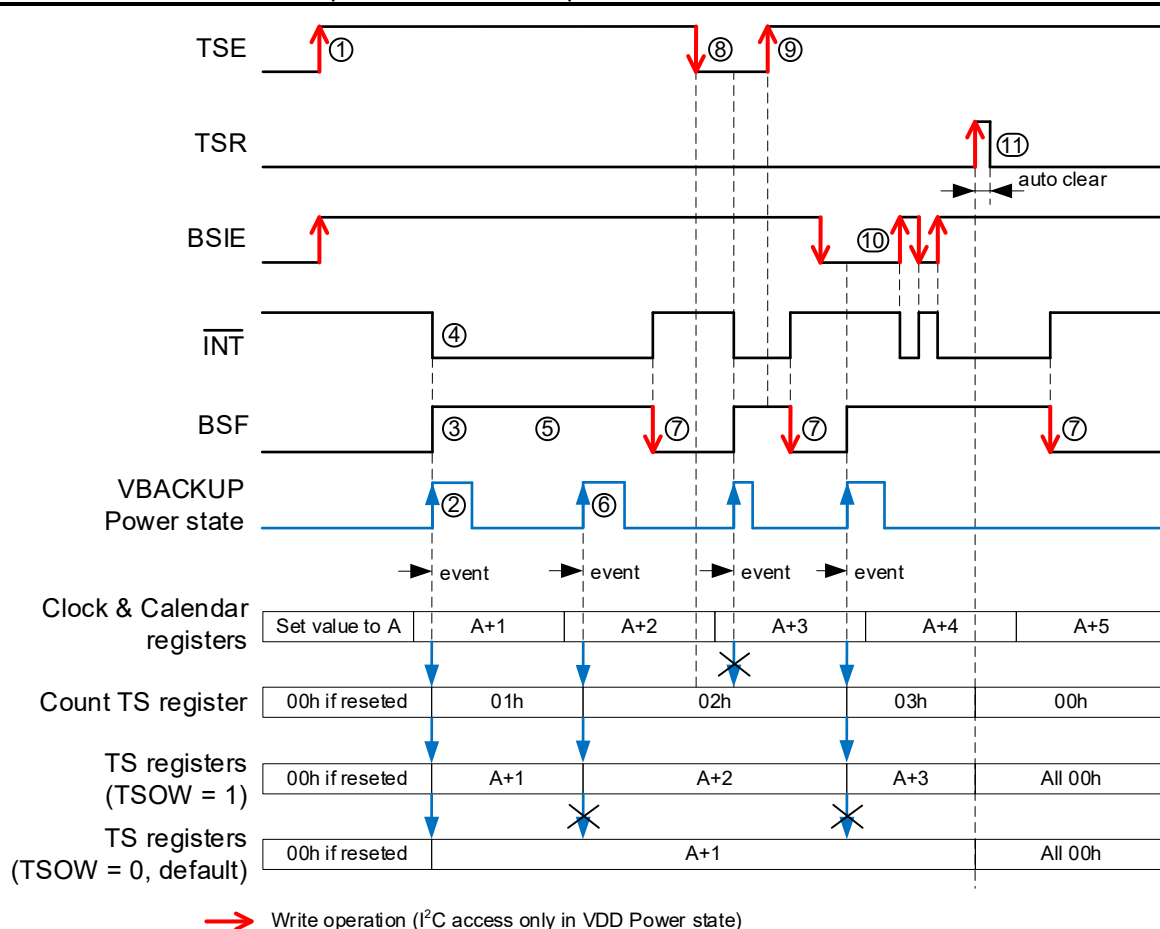 TSE
①
⑧
⑨
TSR
⑪
auto clear
BSIE
⑩
INT
④
BSF
③
⑤
⑦
⑦
⑦
VBACKUP
Power state
②
⑥
event
event
event
event
Clock & Calendar
registers
Set value to A
A+1
A+2
A+3
A+4
A+5
Count TS register
00h if reseted
01h
02h
03h
00h
TS registers
(TSOW = 1)
00h if reseted
A+1
A+2
A+3
All 00h
TS registers
(TSOW = 0, default)
00h if reseted
A+1
All 00h
Write operation (I²C access only in VDD Power state)